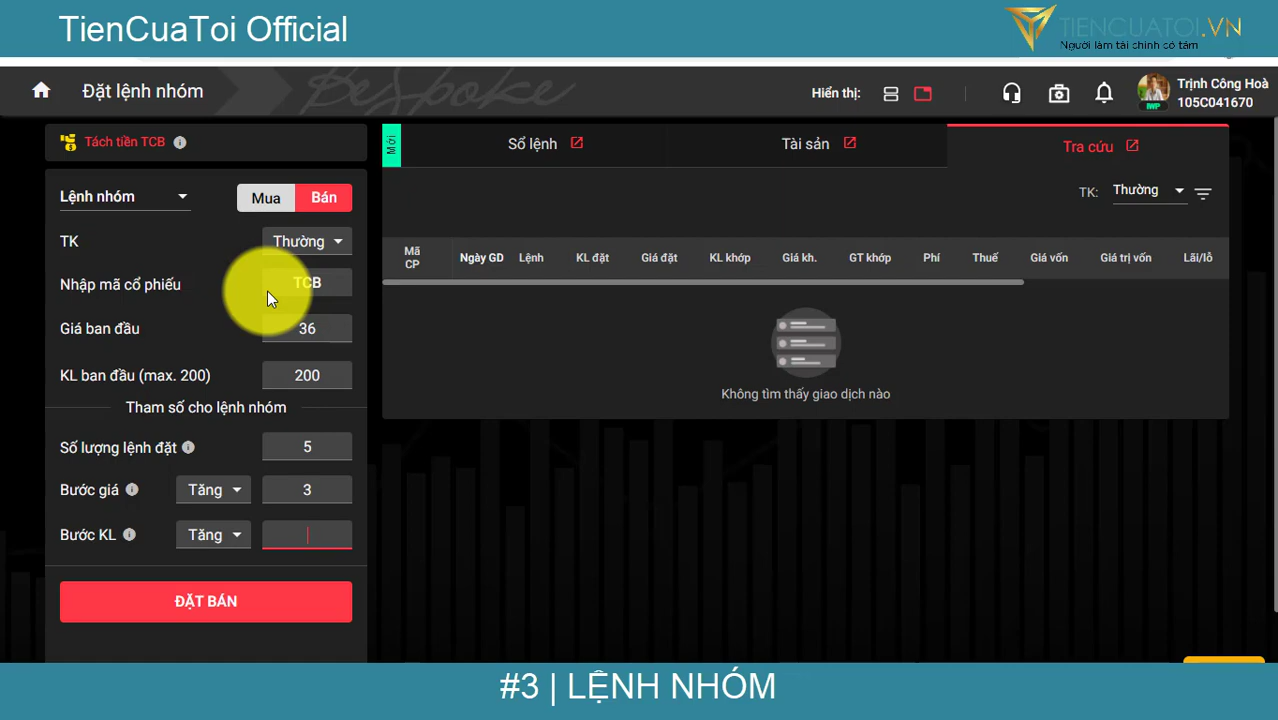 TienCuaToi Official
TIENCUATOI.VN
Người làm tài chính có tâm
Đặt lệnh nhóm
Bespoke
Hiển thị:
IWP
Trịnh Công Hoà
105C041670
Tách tiền TCB
Lệnh nhóm
Mua
Bán
TK
Thường
Nhập mã cổ phiếu
TCB
Giá ban đầu
36
KL ban đầu (max. 200)
200
Tham số cho lệnh nhóm
Số lượng lệnh đặt
5
Bước giá
Tăng
3
Bước KL
Tăng
ĐẶT BÁN
Mới
Sổ lệnh
Tài sản
Tra cứu
TK:
Thường
Mã CP
Ngày GD
Lệnh
KL đặt
Giá đặt
KL khớp
Giá kh.
GT khớp
Phí
Thuế
Giá vốn
Giá trị vốn
Lãi/lỗ
Không tìm thấy giao dịch nào
#3 | LỆNH NHÓM